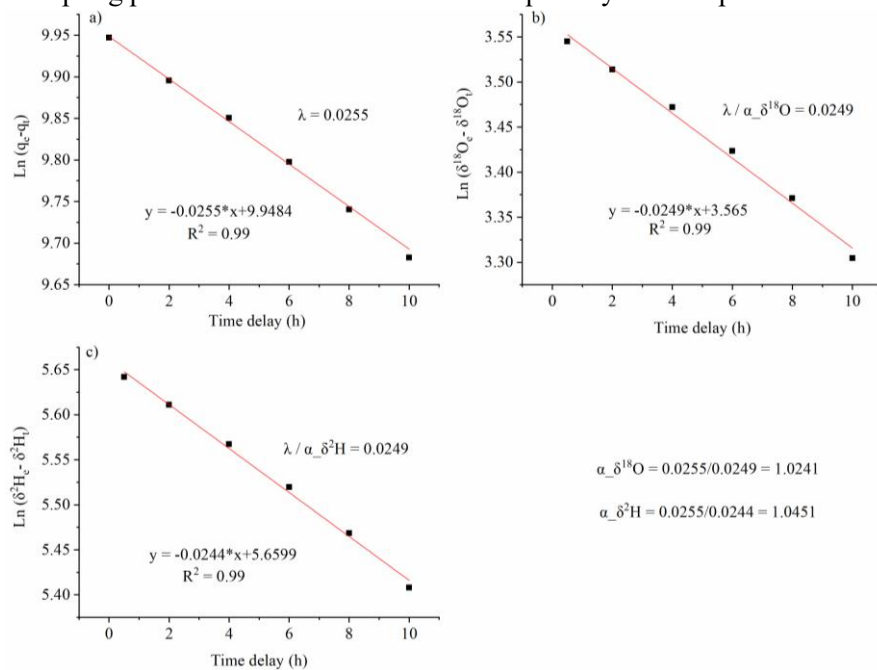 a)
9.95
9.90
9.85
9.80
9.75
9.70
9.65
Ln (qₑ-qₜ)
λ = 0.0255
y = -0.0255*x+9.9484
R² = 0.99
0 2 4 6 8 10
Time delay (h)
b)
3.55
3.50
3.45
3.40
3.35
3.30
Ln (δ¹⁸Oₑ- δ¹⁸Oₜ)
λ / α_δ¹⁸O = 0.0249
y = -0.0249*x+3.565
R² = 0.99
0 2 4 6 8 10
Time delay (h)
c)
5.65
5.60
5.55
5.50
5.45
5.40
Ln (δ²Hₑ- δ²Hₜ)
λ / α_δ²H = 0.0249
y = -0.0244*x+5.6599
R² = 0.99
0 2 4 6 8 10
Time delay (h)
α_δ¹⁸O = 0.0255/0.0249 = 1.0241
α_δ²H = 0.0255/0.0244 = 1.0451